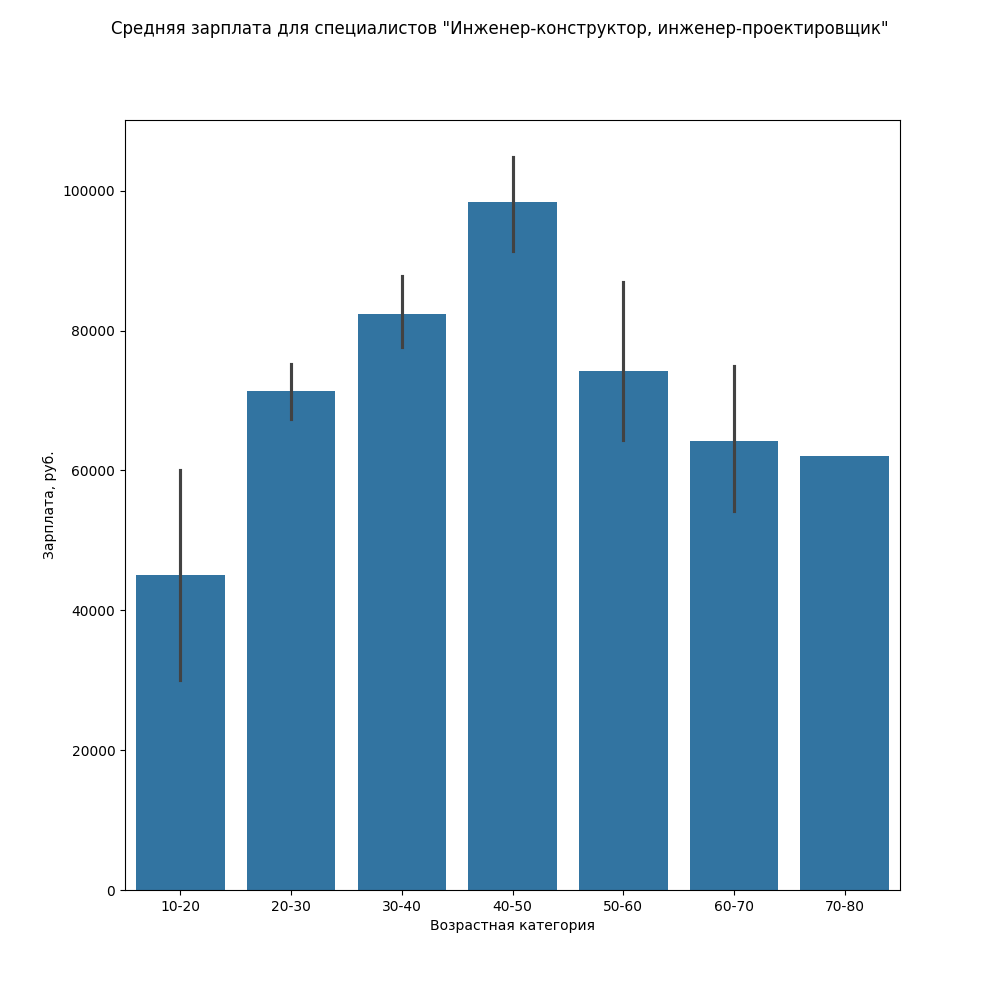 Средняя зарплата для специалистов "Инженер-конструктор, инженер-проектировщик"
100000
80000
60000
40000
20000
0
Зарплата, руб.
10-20 20-30 30-40 40-50 50-60 60-70 70-80
Возрастная категория